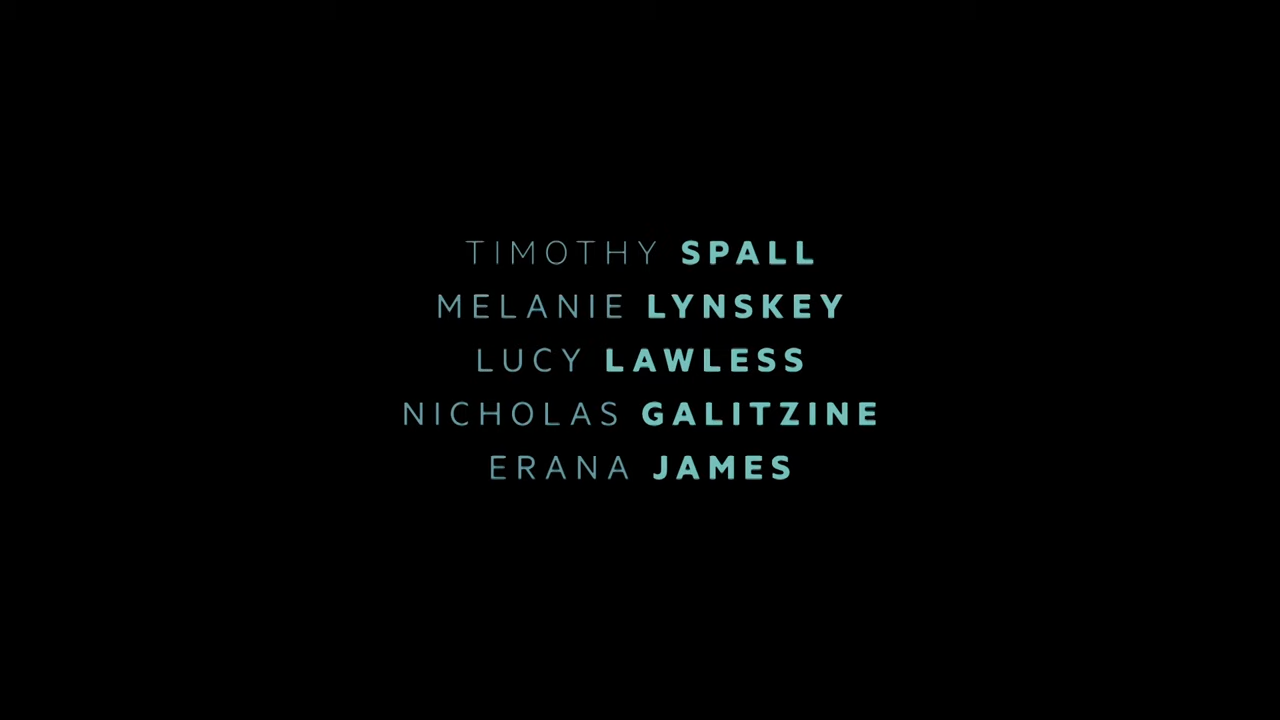 TIMOTHY SPALL
MELANIE LYNSKEY
LUCY LAWLESS
NICHOLAS GALITZINE
ERANA JAMES